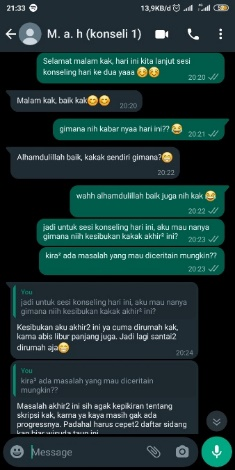 21:33
13,9KB/d
M. a. h (konseli 1)
Selamat malam kak, hari ini kita lanjut sesi
konseling hari ke dua yaaa😊😊
20:20
Malam kak, baik kak😊😊
20:20
gimana nih kabar nyaa hari ini??😂
20:21
Alhamdulillah baik, kakak sendiri gimana?😊
20:22
wahh alhamdulillah baik juga nih kak😂
20:22
jadi untuk sesi konseling hari ini, aku mau nanya
gimana niih kesibukan kakak akhir² ini?
20:23
kira² ada masalah yang mau diceritain mungkin??
20:23
You
jadi untuk sesi konseling hari ini, aku mau nanya
gimana niih kesibukan kakak akhir² ini?
Kesibukan aku akhir2 ini ya cuma dirumah kak,
kama abis libur panjang juga. Jadi lagi santai2
dirumah aja😄
20:24
You
kira² ada masalah yang mau diceritain
mungkin??
Masalah akhir2 ini sih agak kepikiran tentang
skripsi kak, karna ya kaya masih gak ada
progressnya. Padahal harus cepet2 daftar sidang
kan biar wisuda taun ini
Message